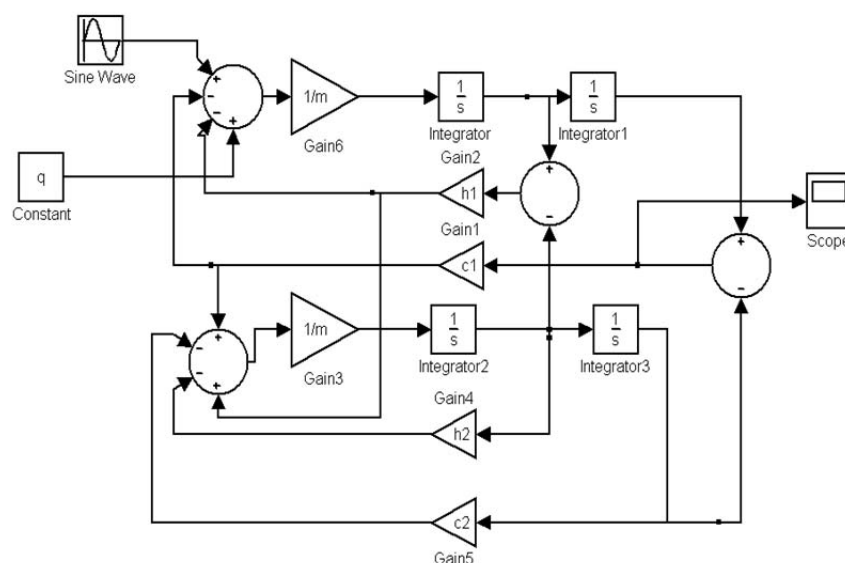 Sine Wave
+
-
-
+
1/m
Gain6
1
s
Integrator
1
s
Integrator1
q
Constant
Gain2
h1
+
-
Gain1
c1
Scope
+
-
+
-
-
+
1/m
Gain3
1
s
Integrator2
1
s
Integrator3
Gain4
h2
c2
Gain5